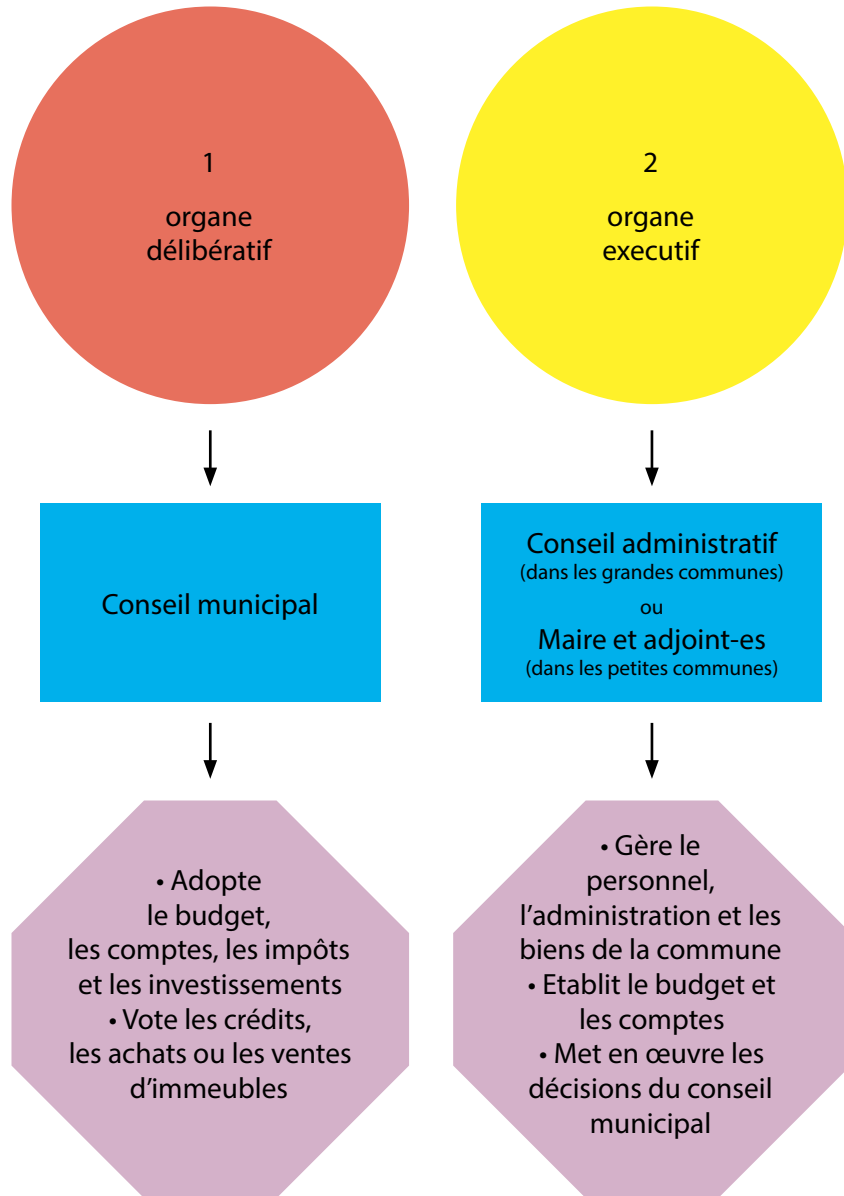 1
organe
délibératif
Conseil municipal
• Adopte
le budget,
les comptes, les impôts
et les investissements
• Vote les crédits,
les achats ou les ventes
d’immeubles
2
organe
executif
Conseil administratif
(dans les grandes communes)
ou
Maire et adjoint-es
(dans les petites communes)
• Gère le
personnel,
l’administration et les
biens de la commune
• Etablit le budget et
les comptes
• Met en œuvre les
décisions du conseil
municipal